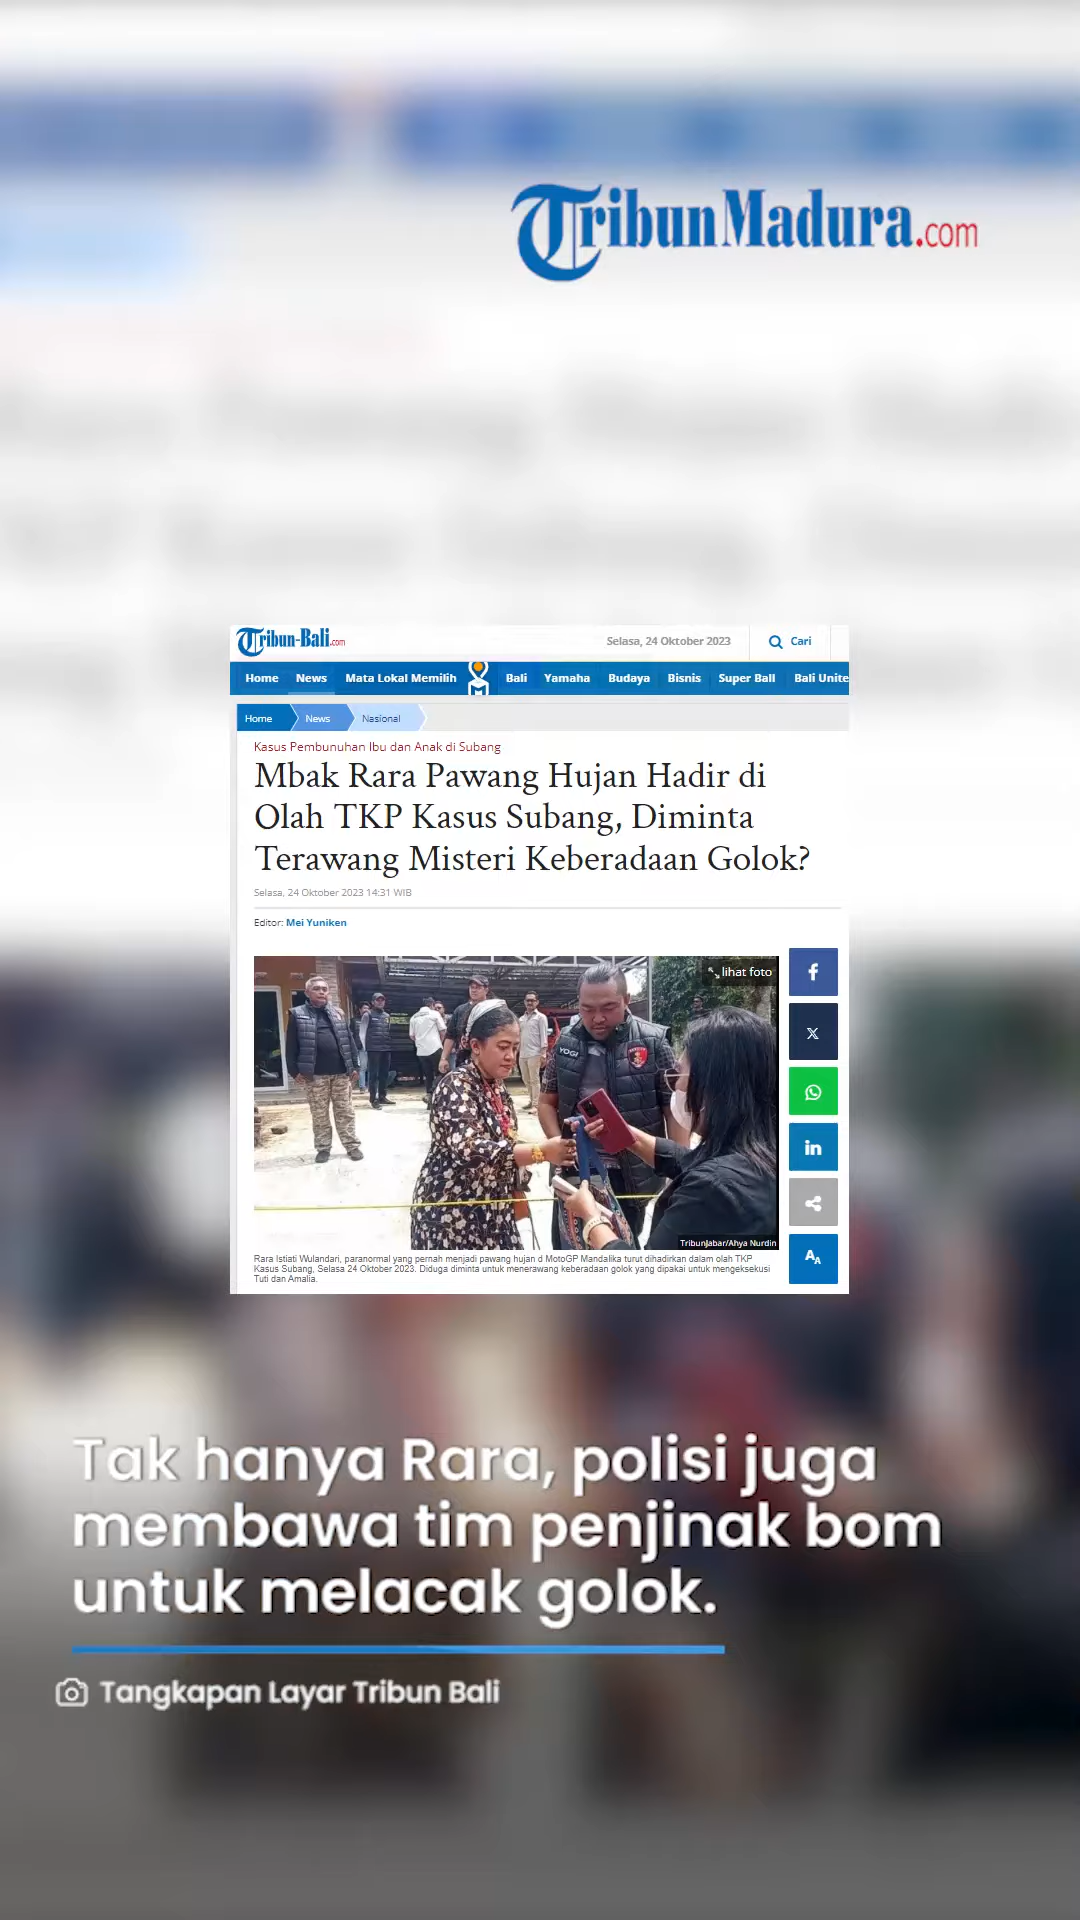 TribunMadura.com
Tribun-Bali.com
Selasa, 24 Oktober 2023
Cari
Home News Mata Lokal Memilih Bali Yamaha Budaya Bisnis Super Ball Bali Unite
Home News Nasional
Kasus Pembunuhan Ibu dan Anak di Subang
Mbak Rara Pawang Hujan Hadir di
Olah TKP Kasus Subang, Diminta
Terawang Misteri Keberadaan Golok?
Selasa, 24 Oktober 2023 14:31 WIB
Editor: Mei Yuniken
lihat foto
YOGI
TribunJabar/Ahya Nurdin
Rara Istiati Wulandari, paranormal yang pernah menjadi pawang hujan d MotoGP Mandalika turut dihadirkan dalam olah TKP
Kasus Subang, Selasa 24 Oktober 2023. Diduga diminta untuk menerawang keberadaan golok yang dipakai untuk mengeksekusi
Tuti dan Amalia.
Tak hanya Rara, polisi juga
membawa tim penjinak bom
untuk melacak golok.
Tangkapan Layar Tribun Bali